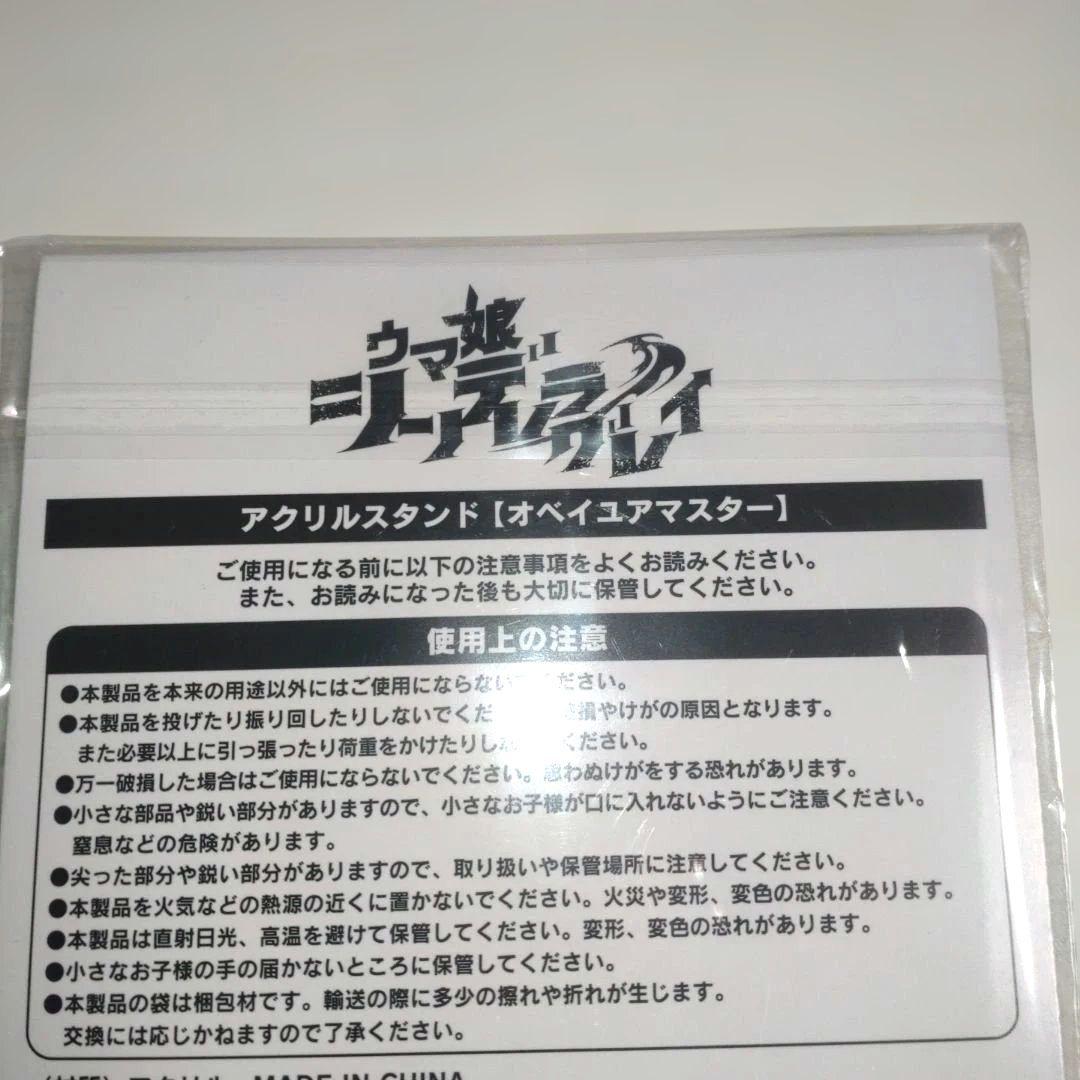 ウマ娘
シンデレラグレイ
アクリルスタンド【オベイユアマスター】
ご使用になる前に以下の注意事項をよくお読みください。
また、お読みになった後も大切に保管してください。
使用上の注意
●本製品を本来の用途以外にはご使用にならないでください。
●本製品を投げたり振り回したりしないでくだ 損やけがの原因となります。
また必要以上に引っ張ったり荷重をかけたりし ください。
●万一破損した場合はご使用にならないでください。思わぬけがをする恐れがあります。
●小さな部品や鋭い部分がありますので、小さなお子様が口に入れないようにご注意ください。
窒息などの危険があります。
●尖った部分や鋭い部分がありますので、取り扱いや保管場所に注意してください。
●本製品を火気などの熱源の近くに置かないでください。火災や変形、変色の恐れがあります。
●本製品は直射日光、高温を避けて保管してください。変形、変色の恐れがあります。
●小さなお子様の手の届かないところに保管してください。
●本製品の袋は梱包材です。輸送の際に多少の擦れや折れが生じます。
交換には応じかねますので了承ください。
MADE IN CHINA